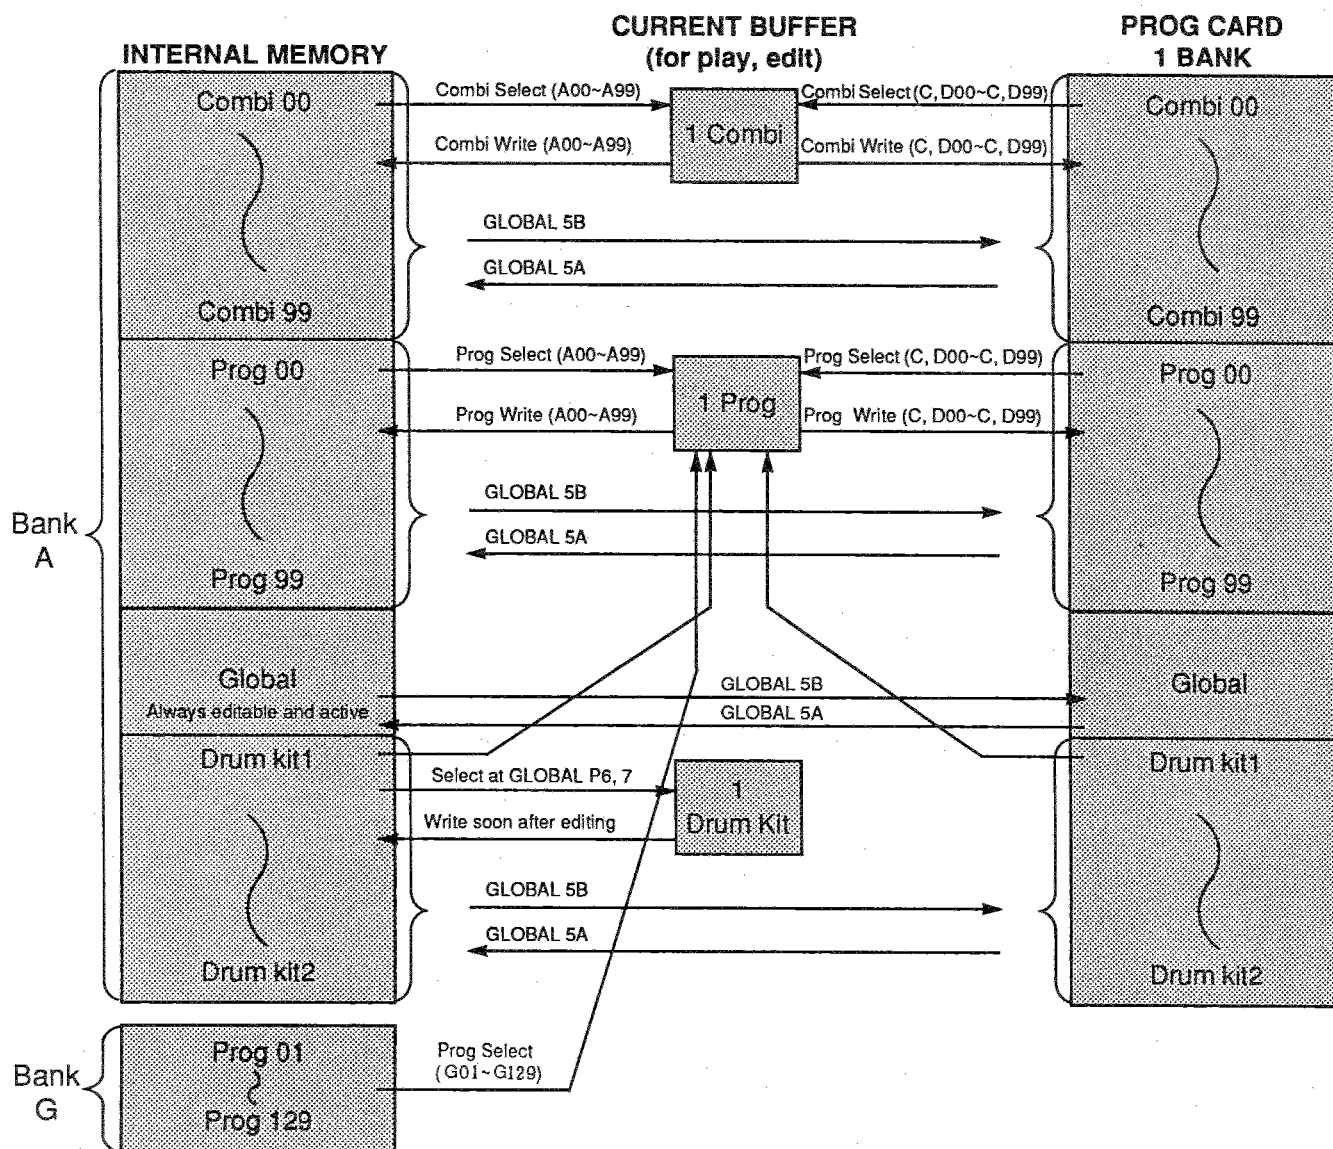 CURRENT BUFFER
(for play, edit)
PROG CARD
1 BANK
INTERNAL MEMORY
Combi 00
Combi Select (A00~A99)
1 Combi
Combi Select (C, D00~C, D99)
Combi 00
Combi Write (A00~A99)
Combi Write (C, D00~C, D99)
GLOBAL 5B
GLOBAL 5A
Combi 99
Combi 99
Prog 00
Prog Select (A00~A99)
1 Prog
Prog Select (C, D00~C, D99)
Prog 00
Prog Write (A00~A99)
Prog Write (C, D00~C, D99)
GLOBAL 5B
Bank
A
GLOBAL 5A
Prog 99
Prog 99
Global
Always editable and active
GLOBAL 5B
GLOBAL 5A
Global
Drum kit1
Drum kit1
Select at GLOBAL P6, 7
1
Drum Kit
Write soon after editing
GLOBAL 5B
GLOBAL 5A
Drum kit2
Drum kit2
Bank
G
Prog 01
Prog 129
Prog Select
(G01~G129)